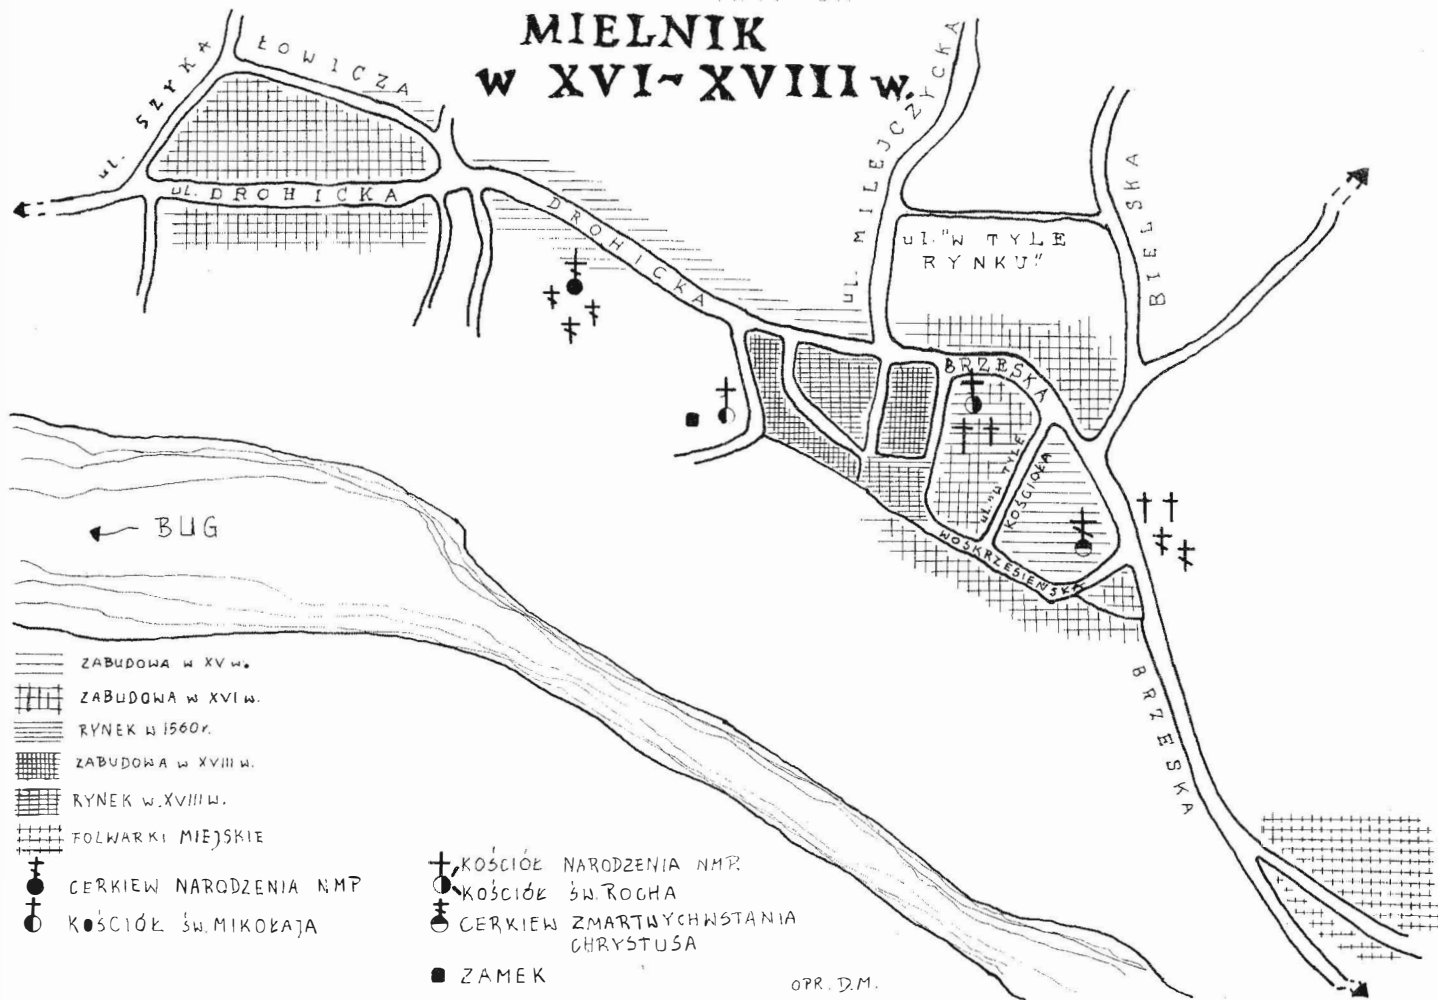 MIELNIK
w XVI~XVIII w.
ul. SZYKA
ŁOWICZA
ul. DROHICKA
DROHICKA
ul. MILEJCZYCKA
ul. "W TYLE
RYNKU"
BIELSKA
BRZESKA
ul. "W TYLE
KOŚCIOŁA
WOSKRZESIEŃSKA
BRZESKA
BUG
ZABUDOWA w XV w.
ZABUDOWA w XVI w.
RYNEK w 1560r.
ZABUDOWA w XVIII w.
RYNEK w. XVIII w.
FOLWARKI MIEJSKIE
CERKIEW NARODZENIA NMP
KOŚCIÓŁ ŚW. MIKOŁAJA
KOŚCIÓŁ NARODZENIA NMP.
KOŚCIÓŁ ŚW. ROCHA
CERKIEW ZMARTWYCHWSTANIA
CHRYSTUSA
ZAMEK
OPR. D.M.